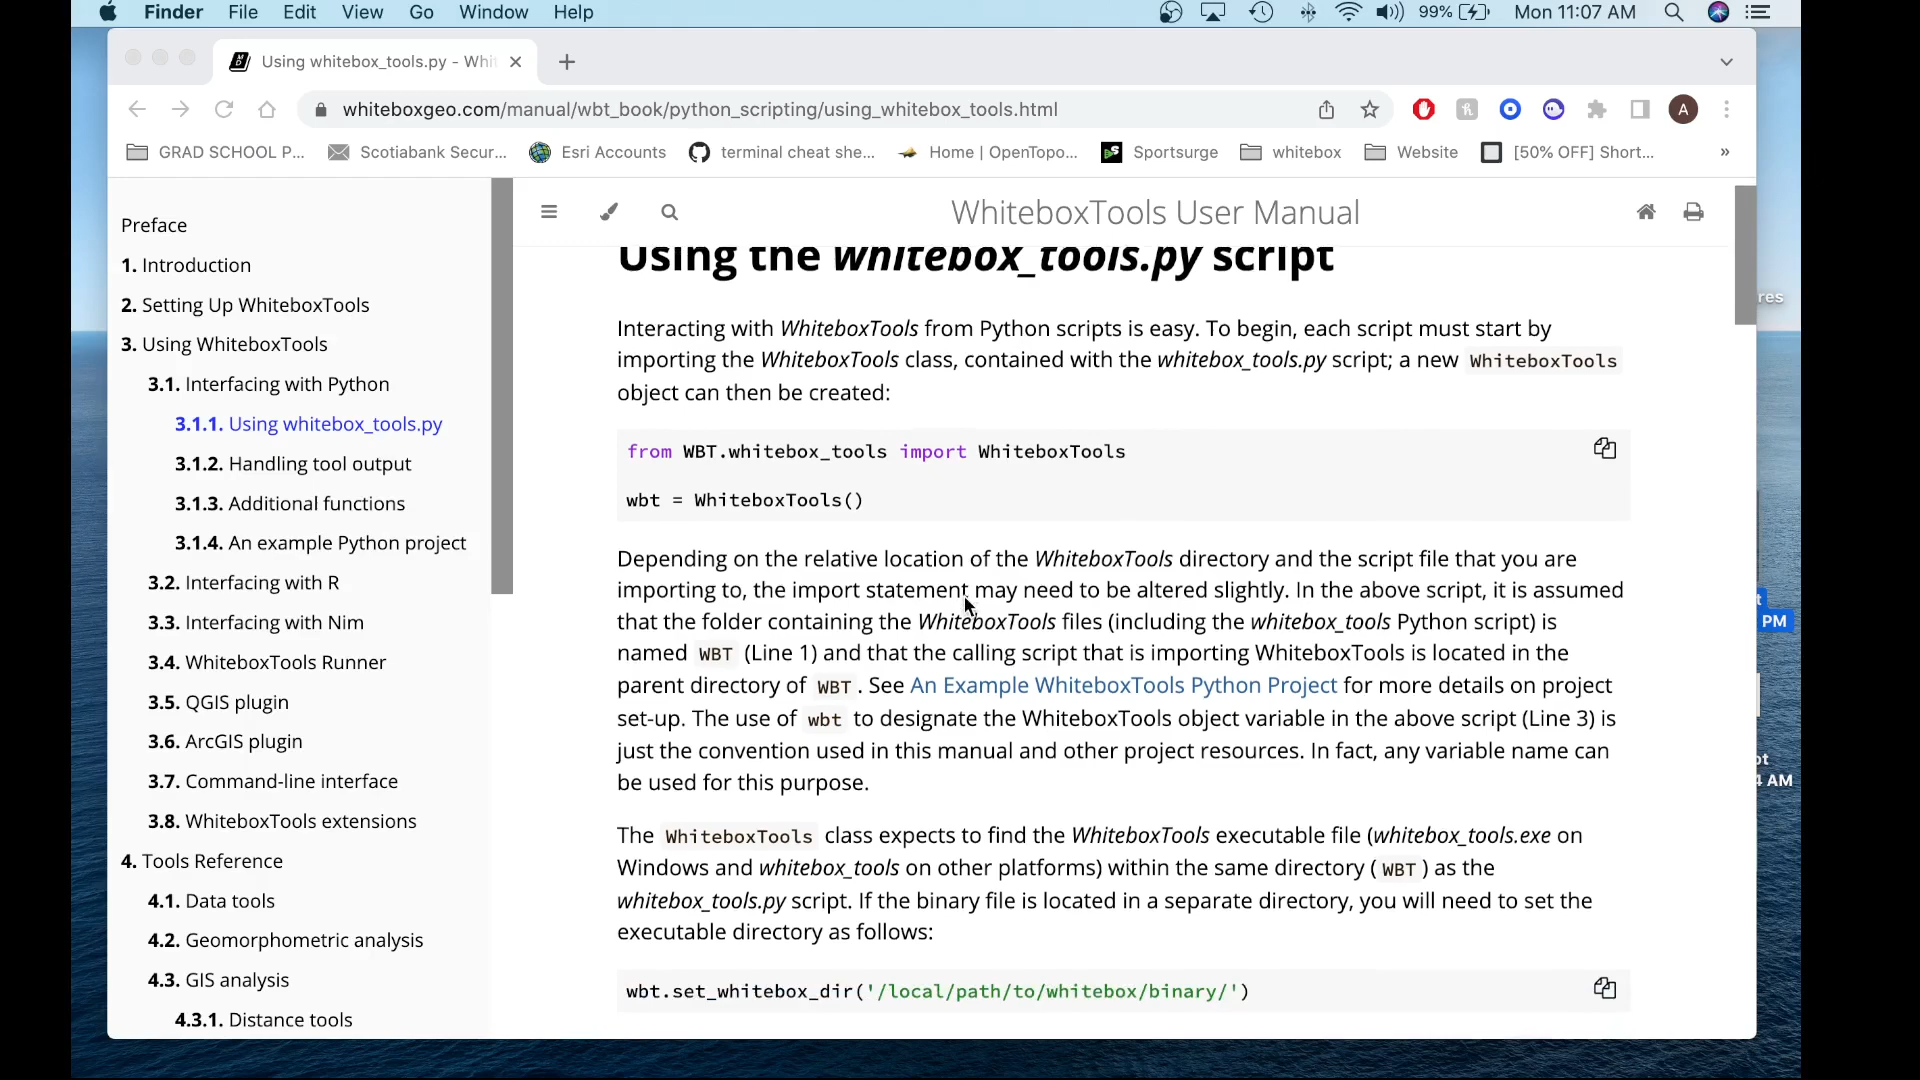 Finder File Edit View Go Window Help 99% Mon 11:07 AM
Using whitebox_tools.py - Whit
whiteboxgeo.com/manual/wbt_book/python_scripting/using_whitebox_tools.html A
GRAD SCHOOL P... Scotiabank Secur... Esri Accounts terminal cheat she... Home | OpenTopo... Sportsurge whitebox Website [50% OFF] Short... »
WhiteboxTools User Manual
Preface
1. Introduction
2. Setting Up WhiteboxTools
3. Using WhiteboxTools
3.1. Interfacing with Python
3.1.1. Using whitebox_tools.py
3.1.2. Handling tool output
3.1.3. Additional functions
3.1.4. An example Python project
3.2. Interfacing with R
3.3. Interfacing with Nim
3.4. WhiteboxTools Runner
3.5. QGIS plugin
3.6. ArcGIS plugin
3.7. Command-line interface
3.8. WhiteboxTools extensions
4. Tools Reference
4.1. Data tools
4.2. Geomorphometric analysis
4.3. GIS analysis
4.3.1. Distance tools
Using the whitebox_tools.py script
Interacting with WhiteboxTools from Python scripts is easy. To begin, each script must start by
importing the WhiteboxTools class, contained with the whitebox_tools.py script; a new WhiteboxTools
object can then be created:
from WBT.whitebox_tools import WhiteboxTools
wbt = WhiteboxTools()
Depending on the relative location of the WhiteboxTools directory and the script file that you are
importing to, the import statement may need to be altered slightly. In the above script, it is assumed
that the folder containing the WhiteboxTools files (including the whitebox_tools Python script) is
named WBT (Line 1) and that the calling script that is importing WhiteboxTools is located in the
parent directory of WBT. See An Example WhiteboxTools Python Project for more details on project
set-up. The use of wbt to designate the WhiteboxTools object variable in the above script (Line 3) is
just the convention used in this manual and other project resources. In fact, any variable name can
be used for this purpose.
The WhiteboxTools class expects to find the WhiteboxTools executable file (whitebox_tools.exe on
Windows and whitebox_tools on other platforms) within the same directory (WBT) as the
whitebox_tools.py script. If the binary file is located in a separate directory, you will need to set the
executable directory as follows:
wbt.set_whitebox_dir('/local/path/to/whitebox/binary/')
res
t
PM
ot
4 AM